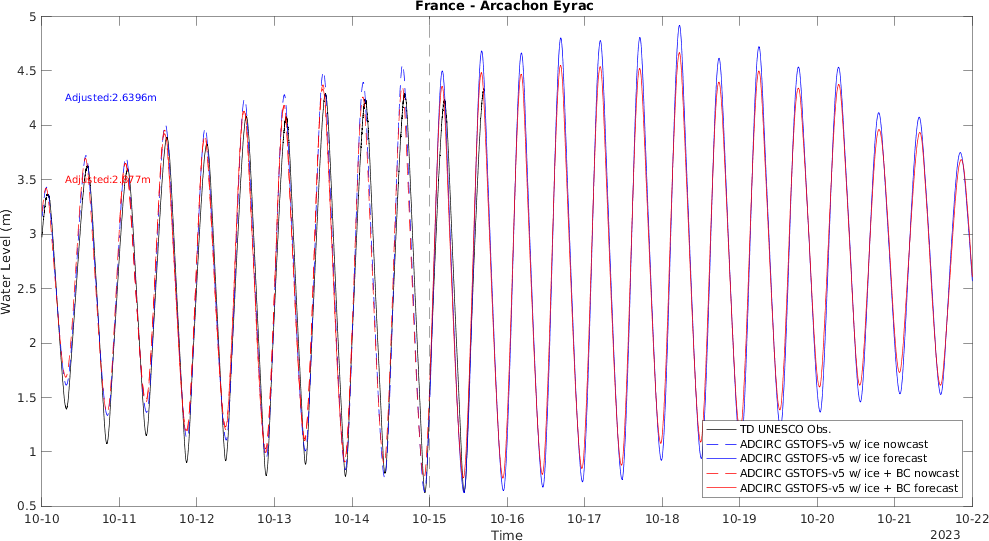 France - Arcachon Eyrac
5
4.5
4
3.5
3
2.5
2
1.5
1
0.5
Water Level (m)
Adjusted:2.6396m
Adjusted:2.877m
TD UNESCO Obs.
ADCIRC GSTOFS-v5 w/ ice nowcast
ADCIRC GSTOFS-v5 w/ ice forecast
ADCIRC GSTOFS-v5 w/ ice + BC nowcast
ADCIRC GSTOFS-v5 w/ ice + BC forecast
10-10 10-11 10-12 10-13 10-14 10-15 10-16 10-17 10-18 10-19 10-20 10-21 10-22
Time
2023